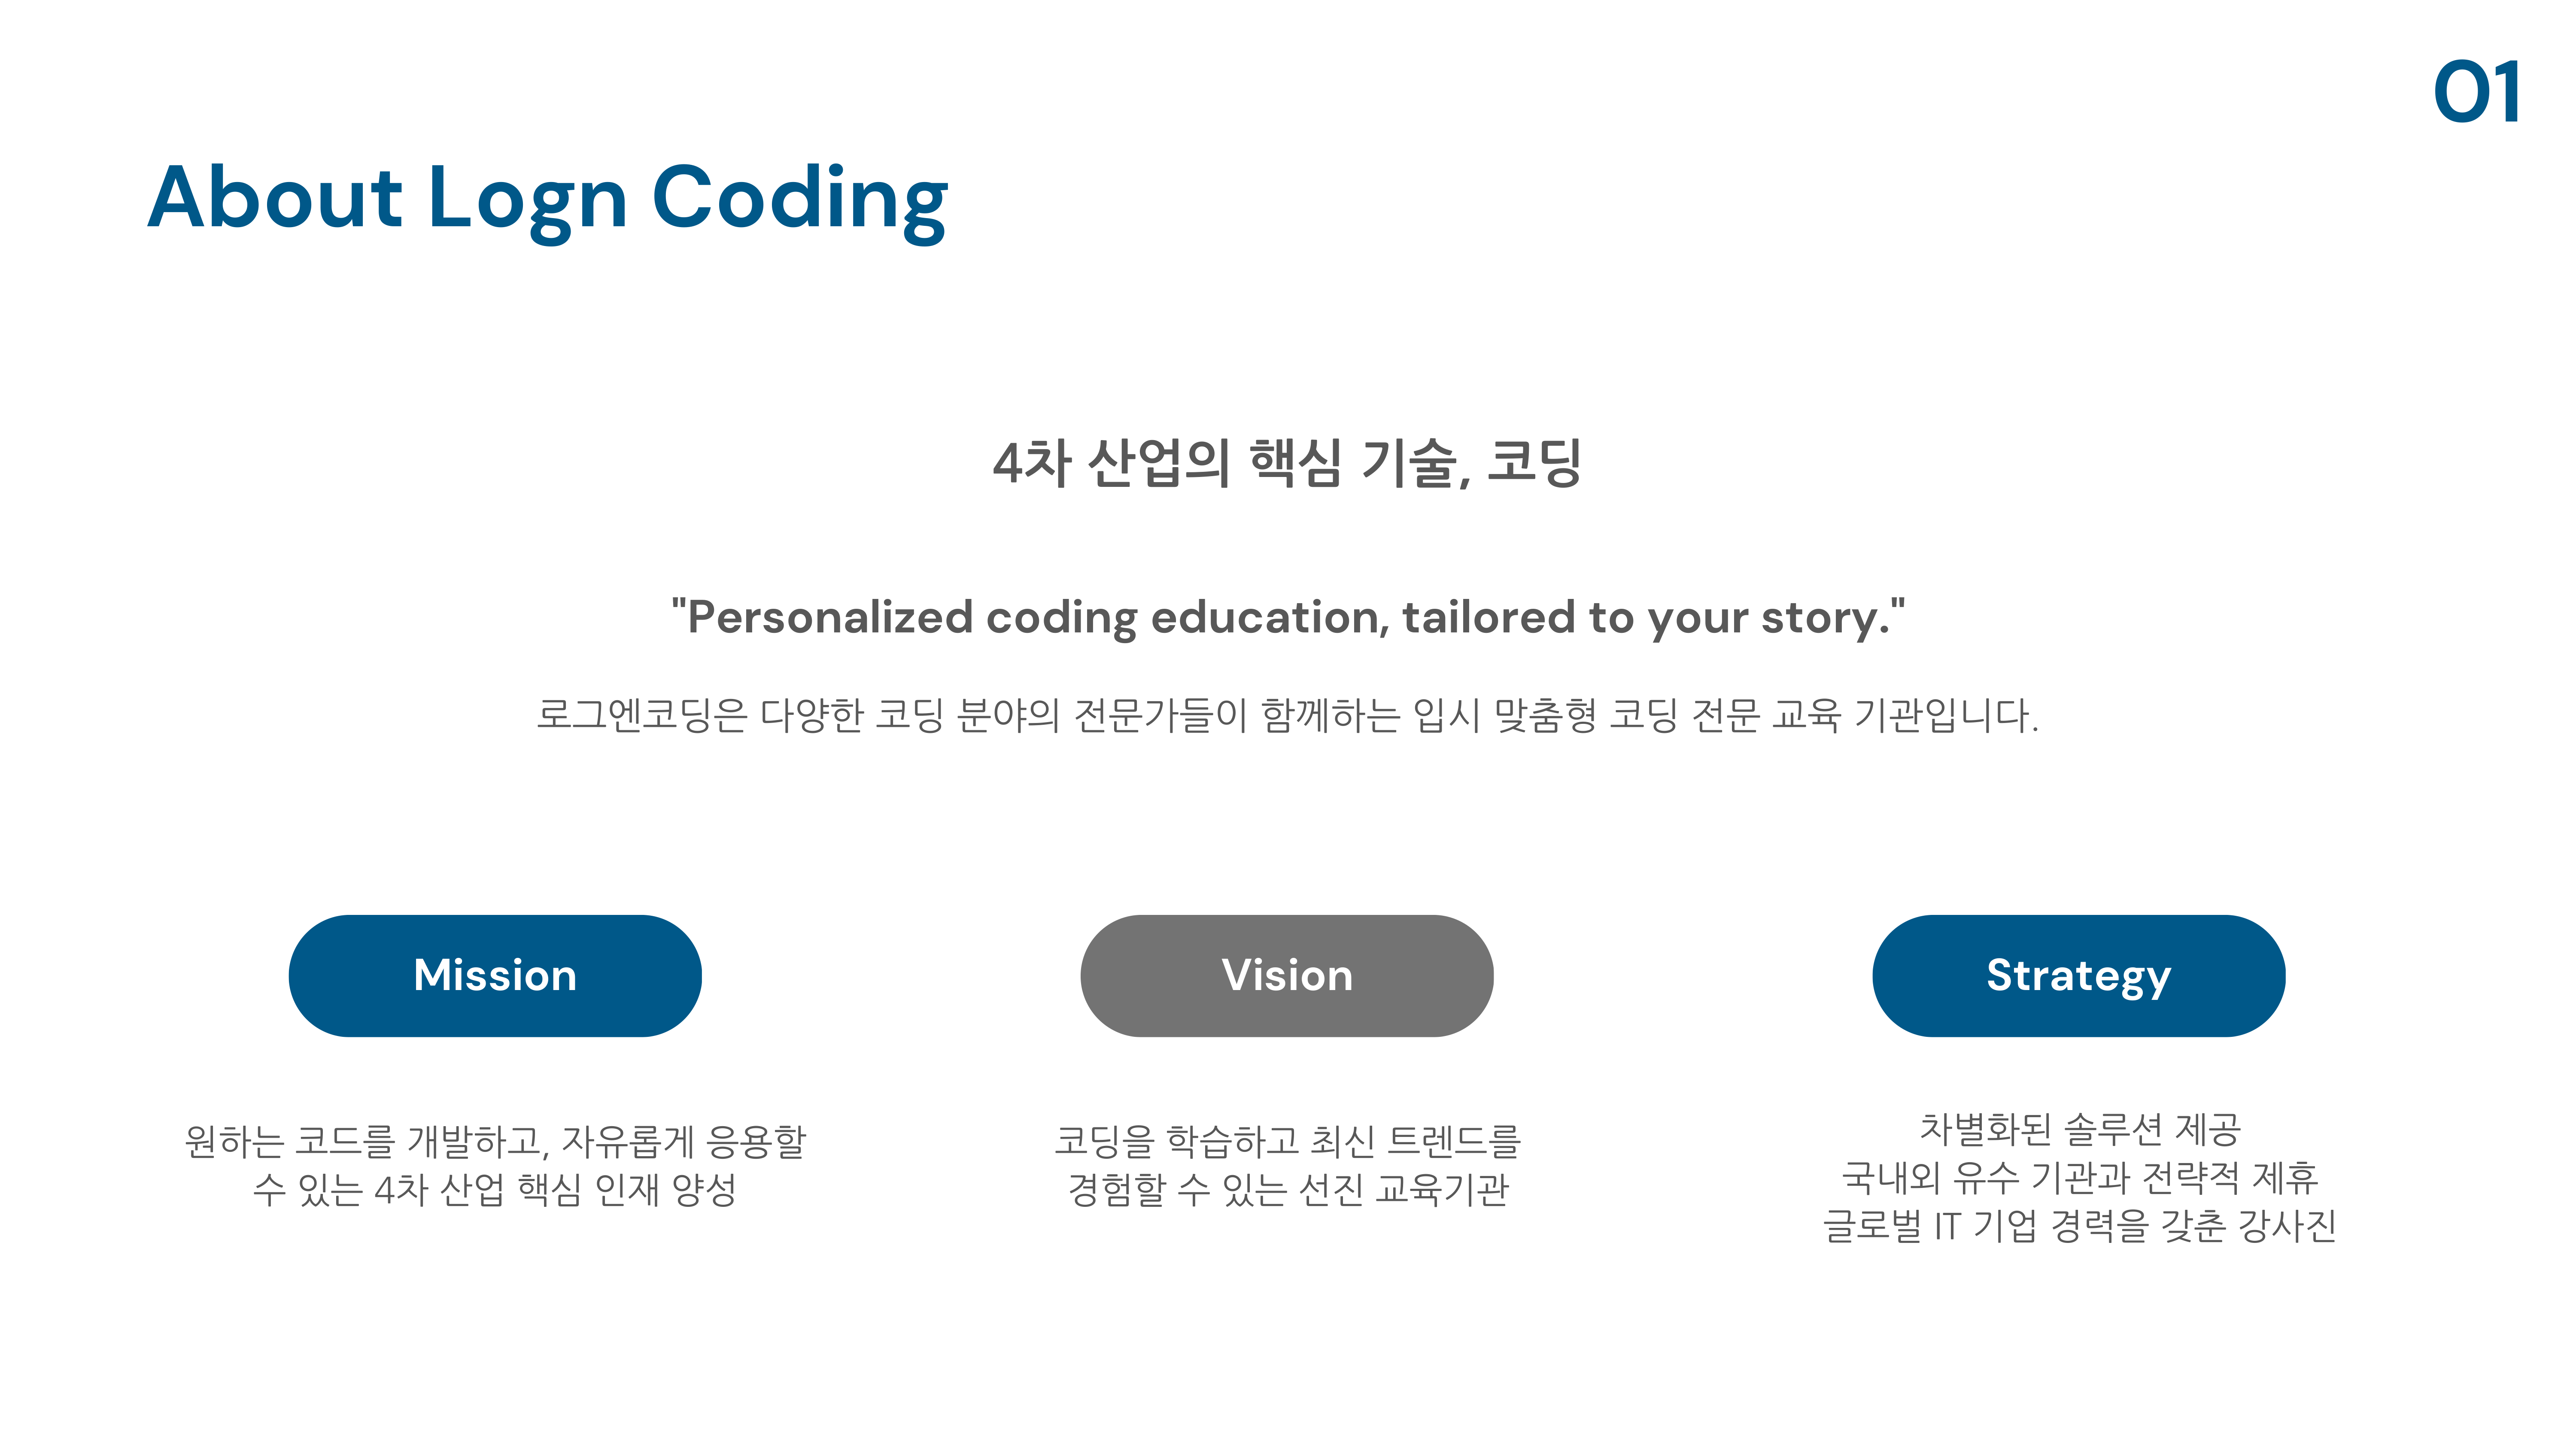 01
About Logn Coding
4차 산업의 핵심 기술, 코딩
"Personalized coding education, tailored to your story."
로그엔코딩은 다양한 코딩 분야의 전문가들이 함께하는 입시 맞춤형 코딩 전문 교육 기관입니다.
Mission
원하는 코드를 개발하고, 자유롭게 응용할
수 있는 4차 산업 핵심 인재 양성
Vision
코딩을 학습하고 최신 트렌드를
경험할 수 있는 선진 교육기관
Strategy
차별화된 솔루션 제공
국내외 유수 기관과 전략적 제휴
글로벌 IT 기업 경력을 갖춘 강사진